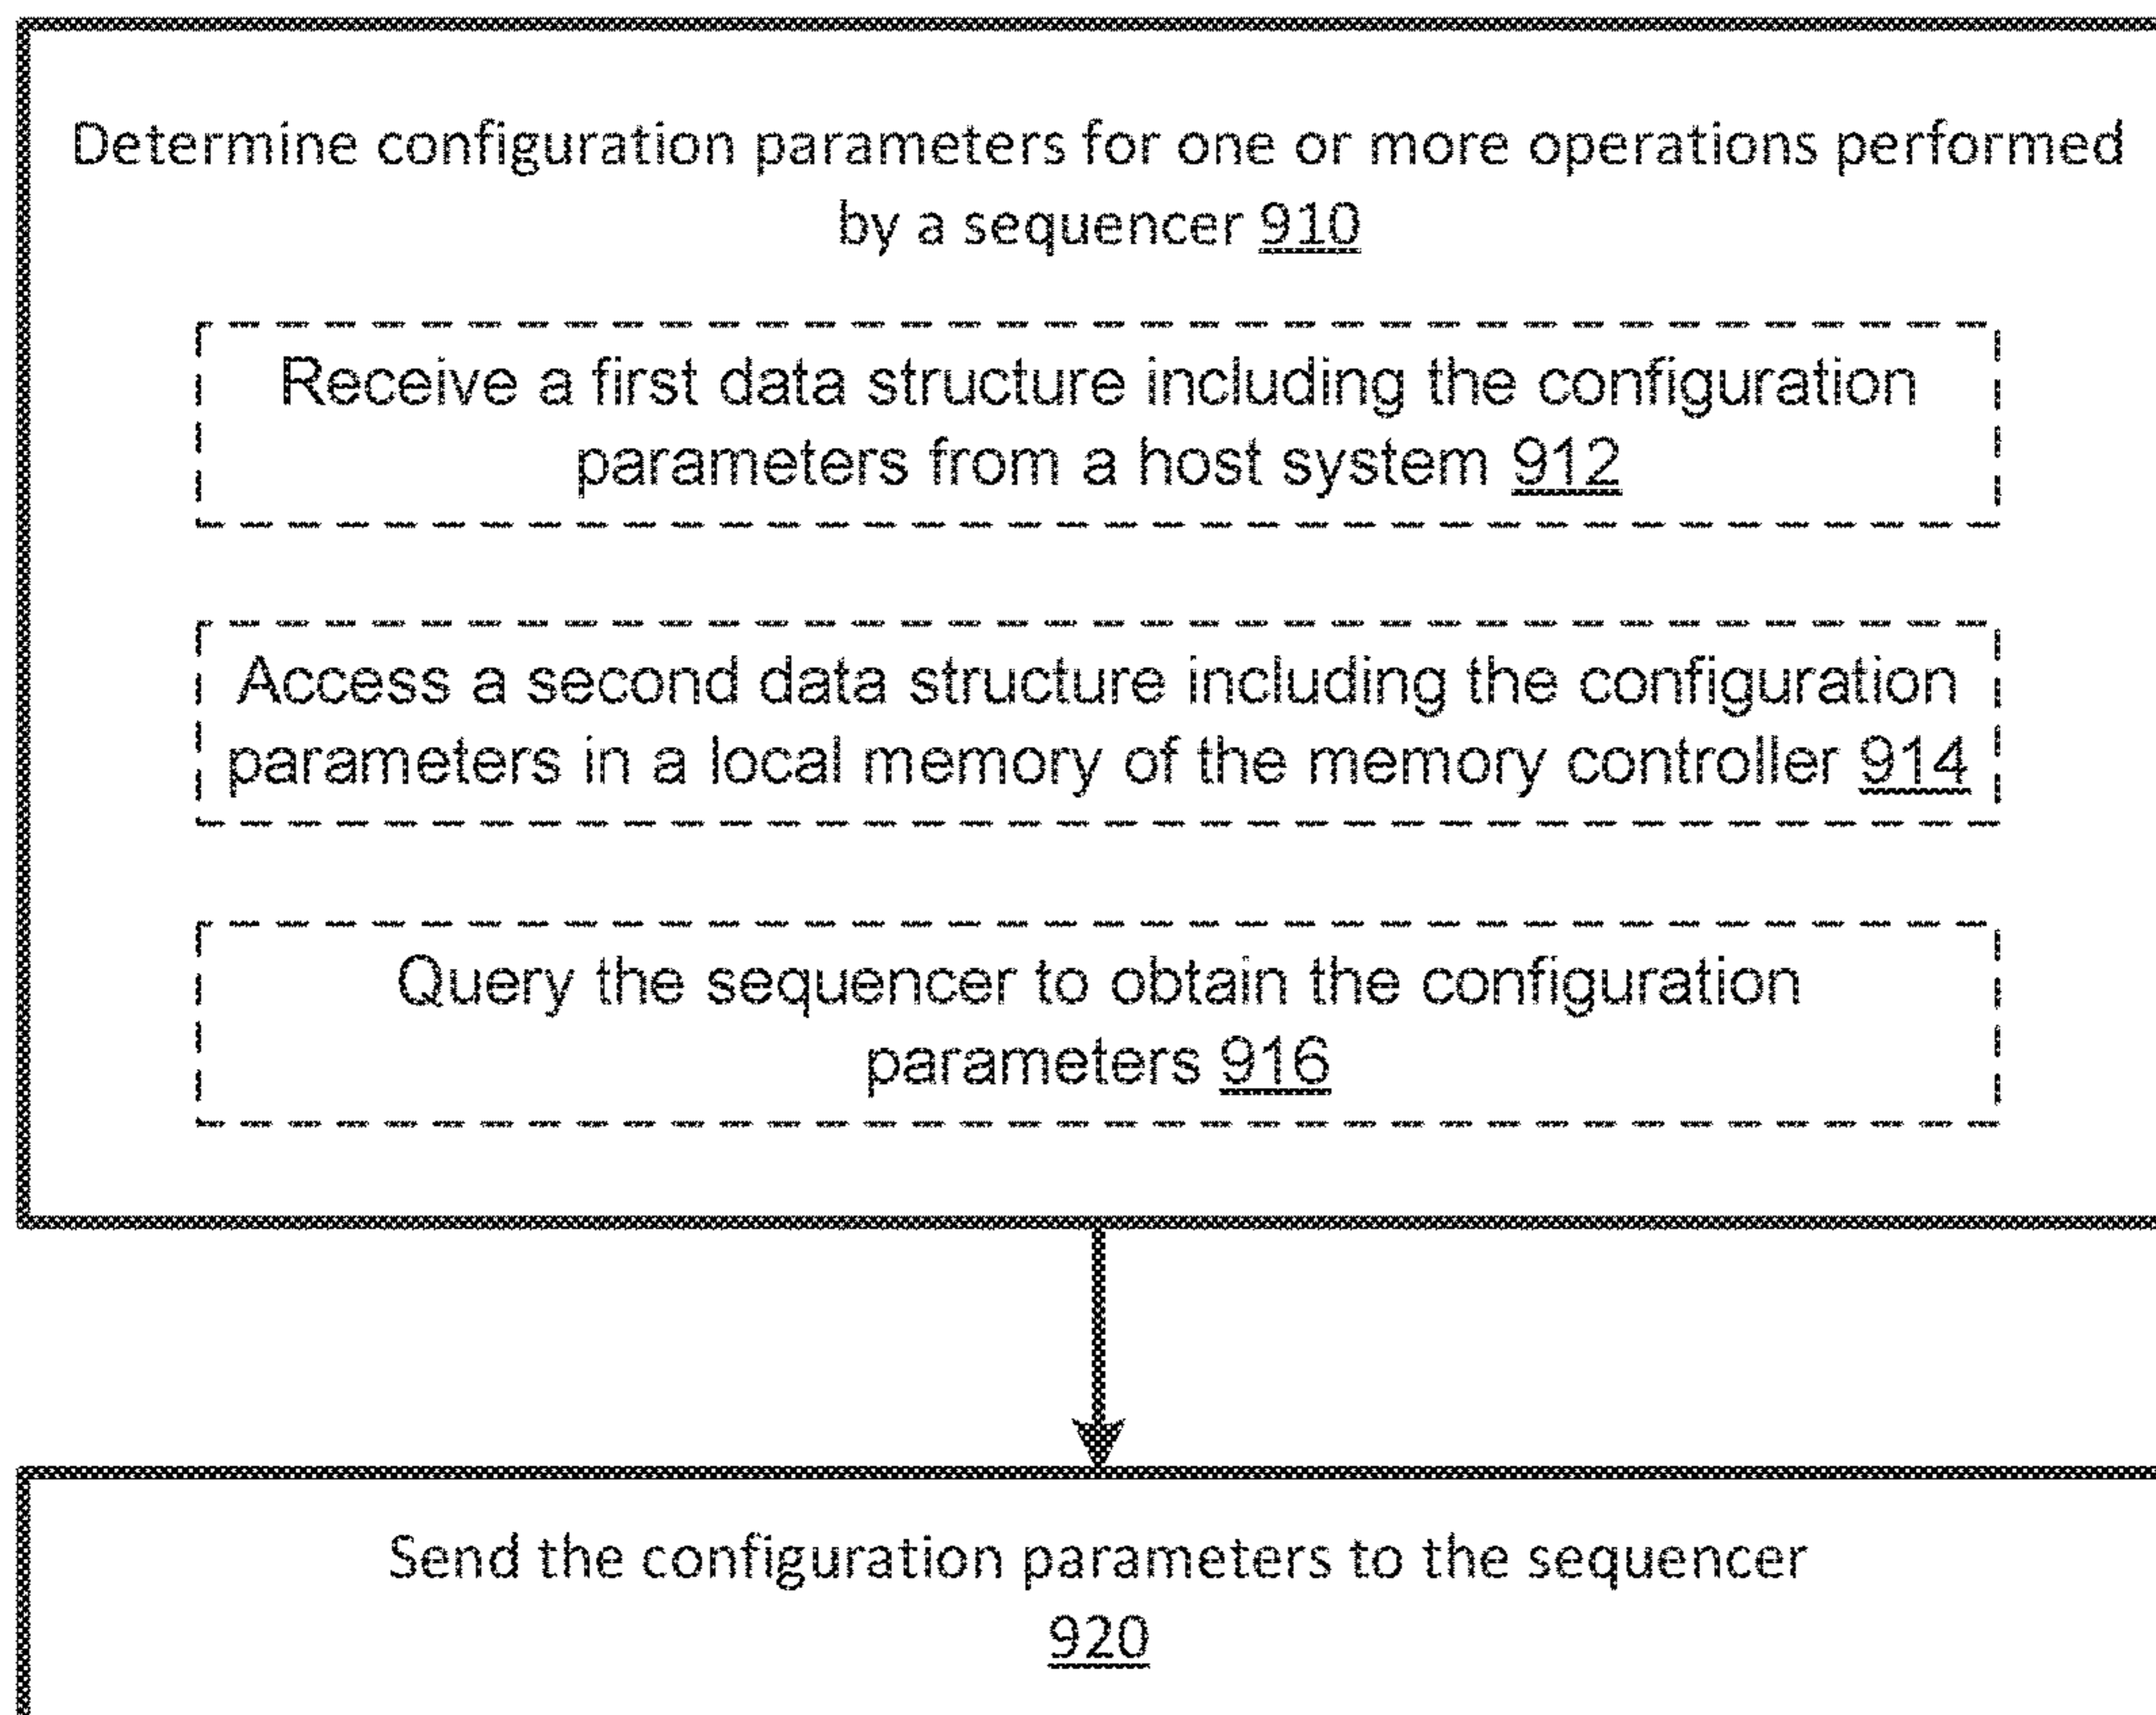 Determine configuration parameters for one or more operations performed
by a sequencer 910
Receive a first data structure including the configuration
parameters from a host system 912
Access a second data structure including the configuration
parameters in a local memory of the memory controller 914
Query the sequencer to obtain the configuration
parameters 916
Send the configuration parameters to the sequencer
920